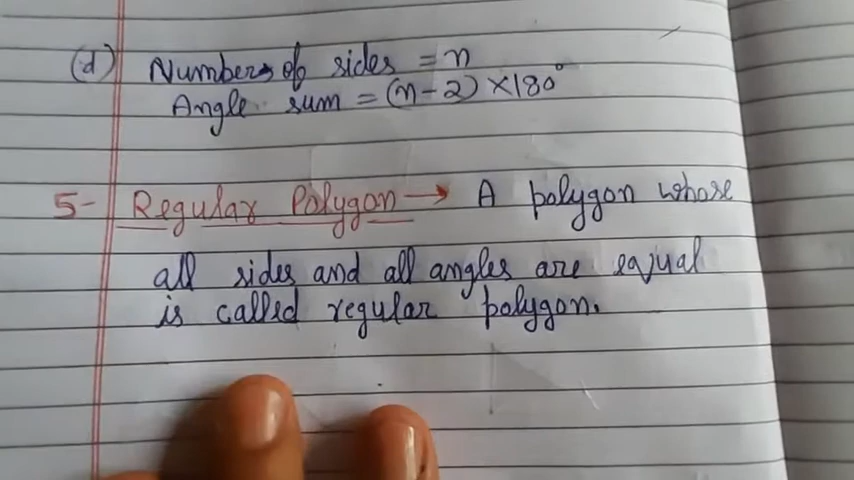 (d) Numbers of sides = n
Angle sum = (n-2) ×180°
5- Regular Polygon → A polygon whose
all sides and all angles are equal
is called regular polygon.